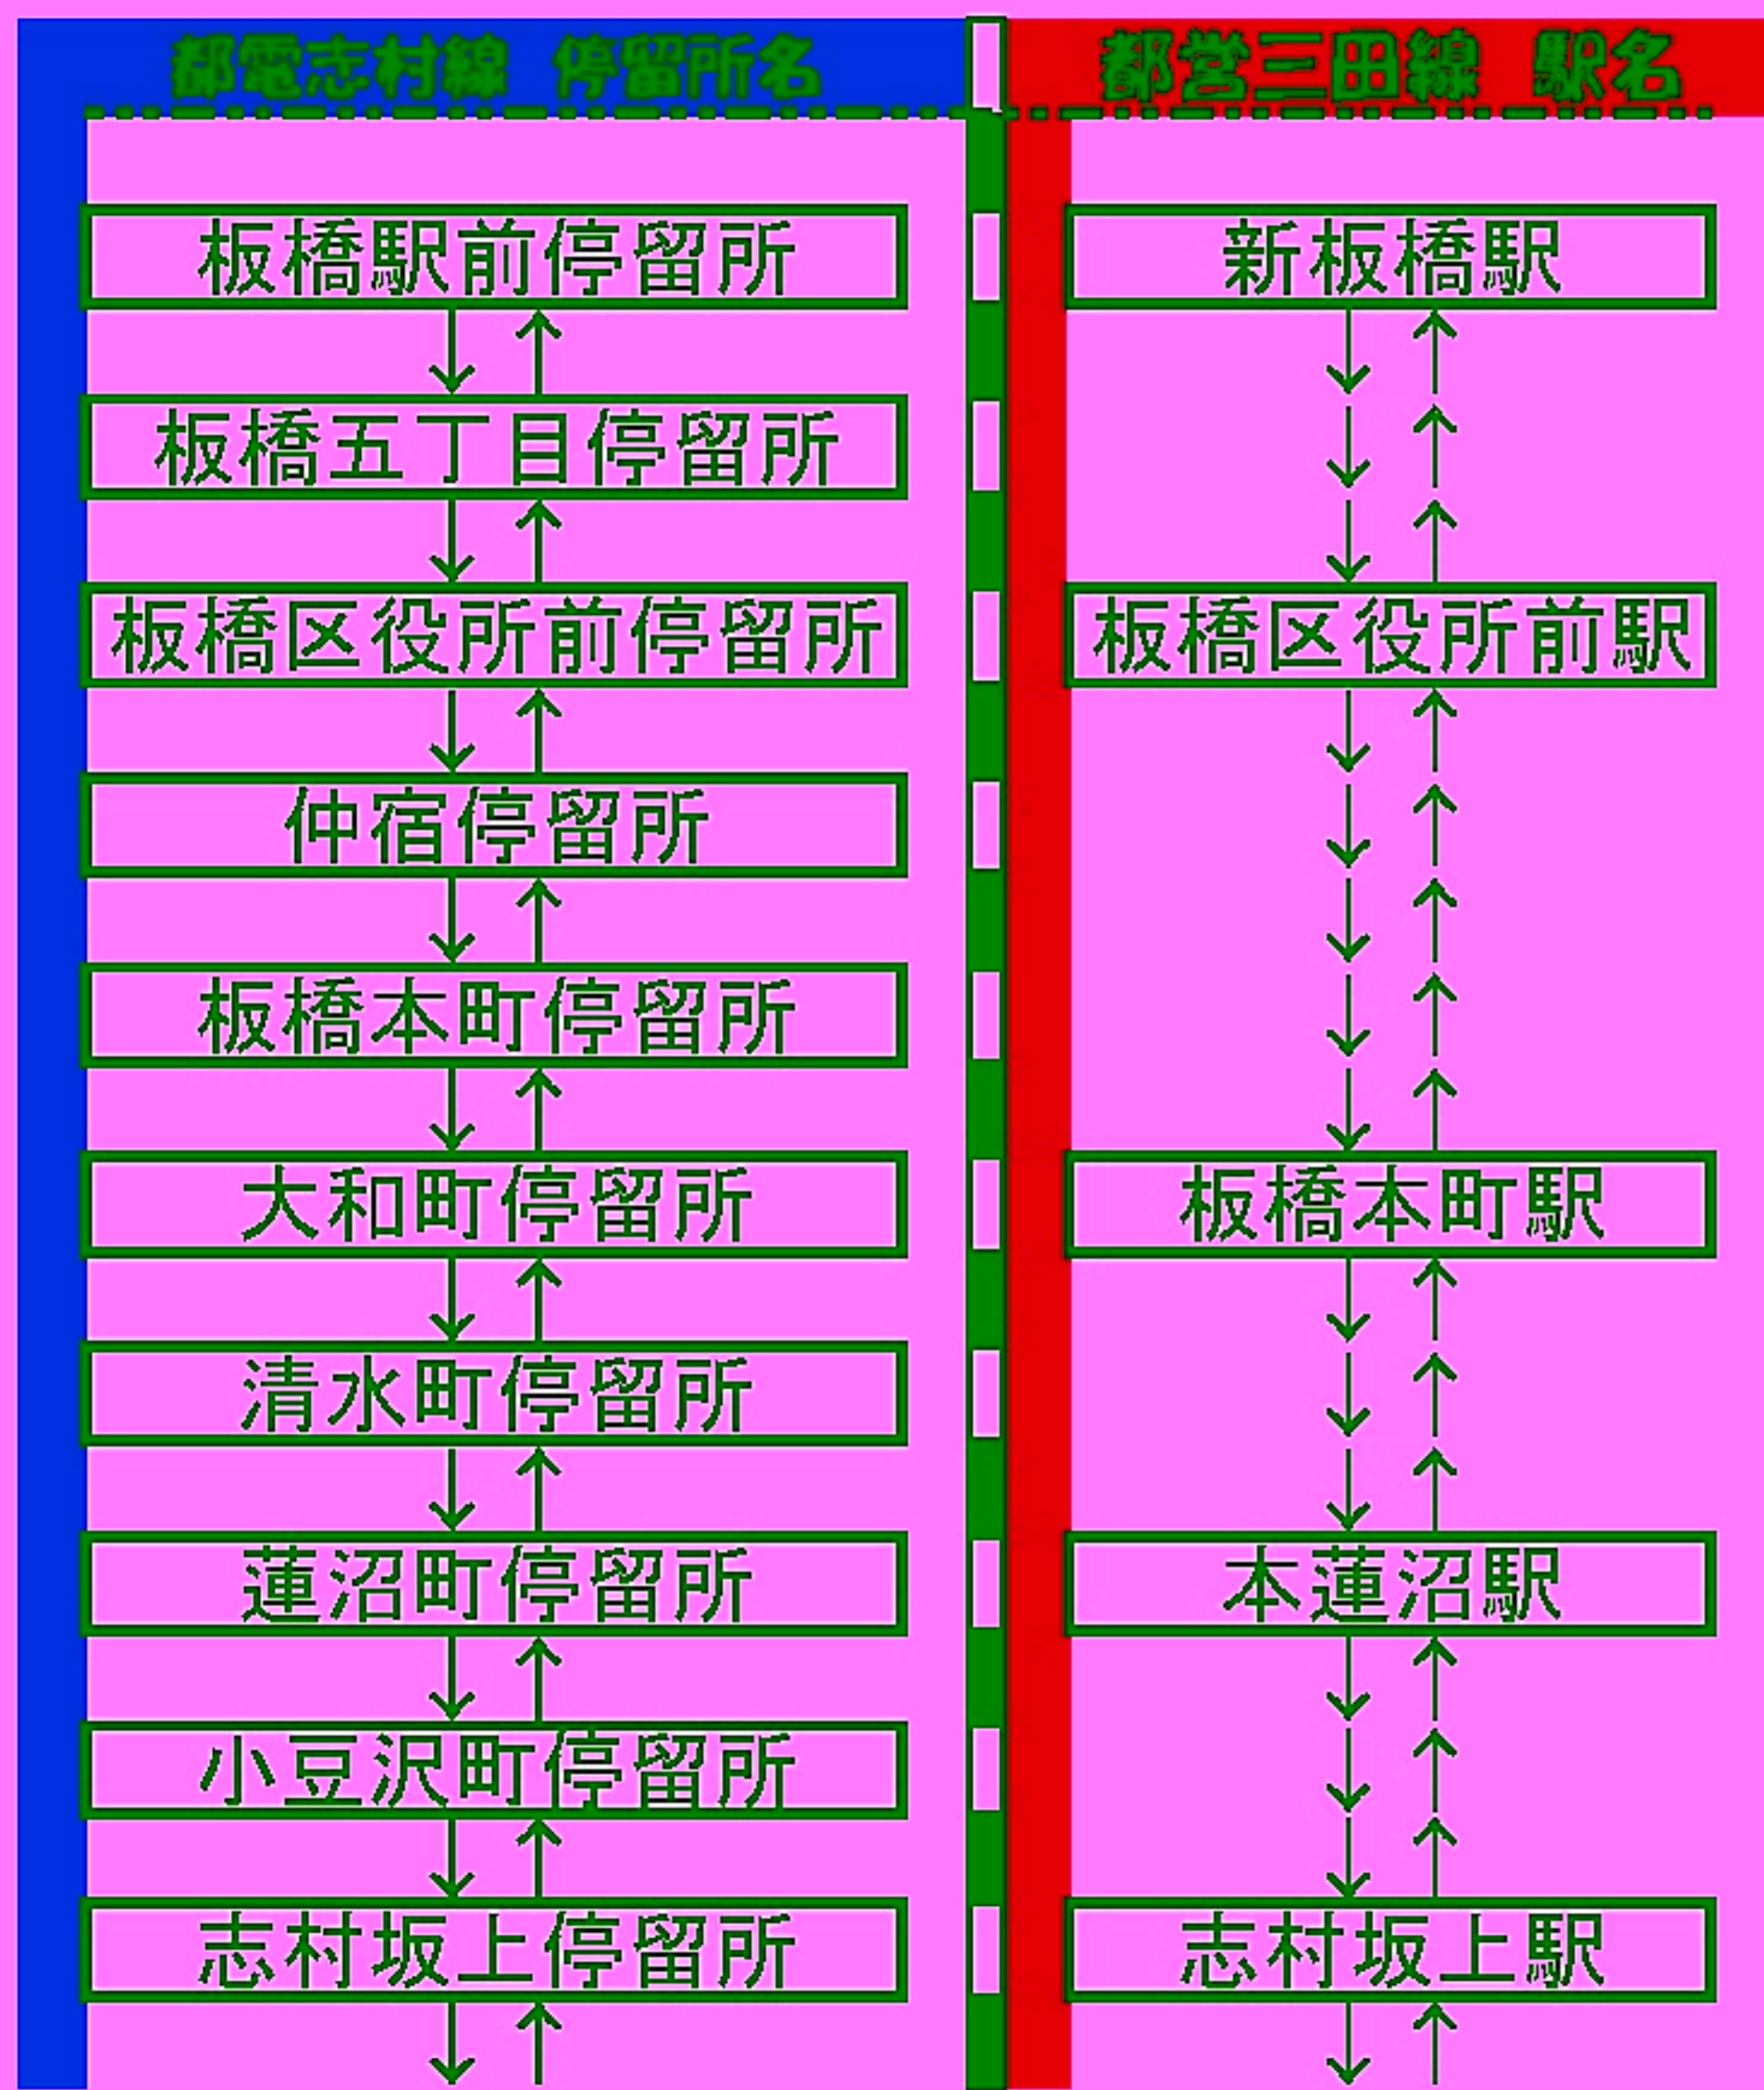 都電志村線 停留所名
都営三田線 駅名
板橋駅前停留所
新板橋駅
板橋五丁目停留所
板橋区役所前停留所
板橋区役所前駅
仲宿停留所
板橋本町停留所
大和町停留所
板橋本町駅
清水町停留所
蓮沼町停留所
本蓮沼駅
小豆沢町停留所
志村坂上停留所
志村坂上駅